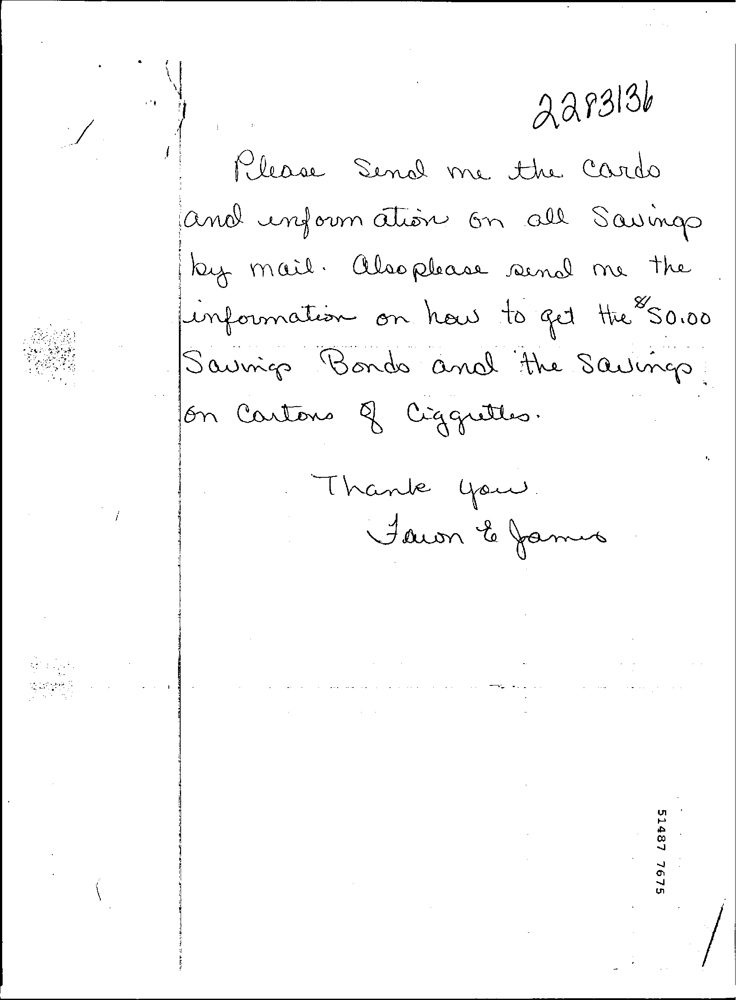 2283136
Please Send me the cards
and information on all Savings
by mail. Also please send me the
information on how to get the $50.00
Savings Bonds and the Savings
on Cartons of Ciggrettes.
Thank you.
Fawn E James
51487 7675